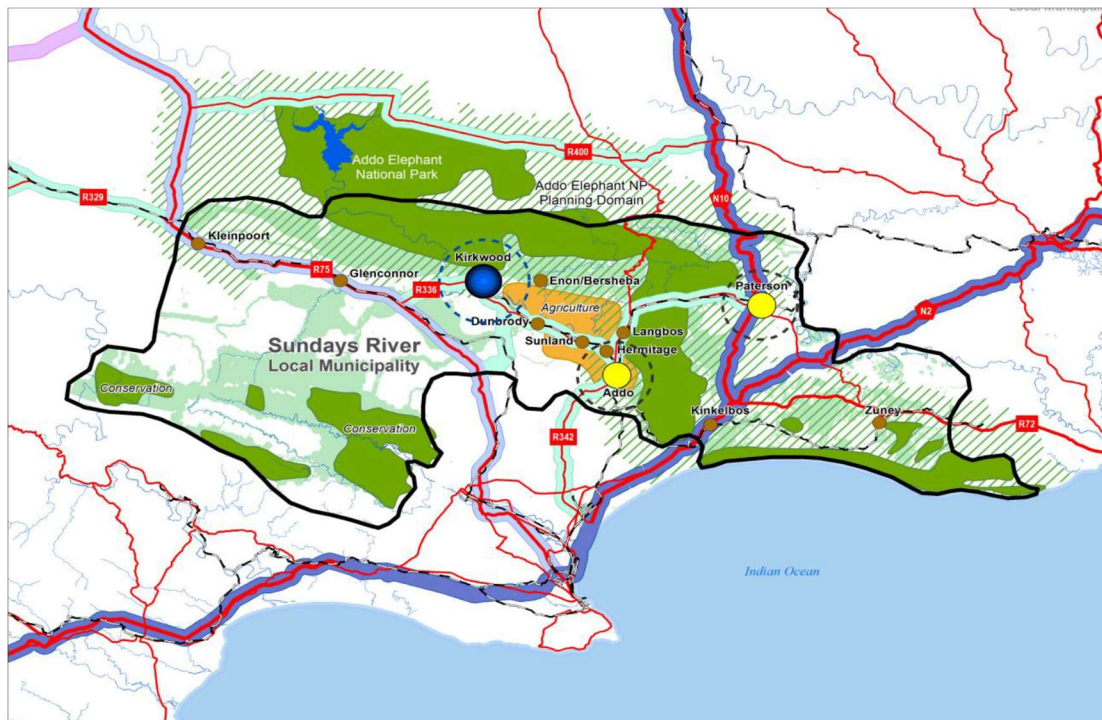 Addo Elephant
National Park
R400
Addo Elephant NP
Planning Domain
R329
N10
Kleinpoort
Kirkwood
R75
Glenconnor
R336
Enon/Bersheba
Paterson
Agriculture
N2
Dunbrody
Langbos
Sunland
Hermitage
Sundays River
Local Municipality
Addo
Conservation
Kinkelbos
Zuney
R72
Conservation
R342
Indian Ocean